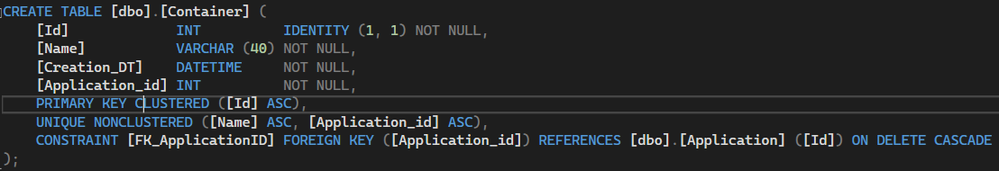 CREATE TABLE [dbo].[Container] (
    [Id]             INT          IDENTITY (1, 1) NOT NULL,
    [Name]           VARCHAR (40) NOT NULL,
    [Creation_DT]    DATETIME     NOT NULL,
    [Application_id] INT          NOT NULL,
    PRIMARY KEY CLUSTERED ([Id] ASC),
    UNIQUE NONCLUSTERED ([Name] ASC, [Application_id] ASC),
    CONSTRAINT [FK_ApplicationID] FOREIGN KEY ([Application_id]) REFERENCES [dbo].[Application] ([Id]) ON DELETE CASCADE
);